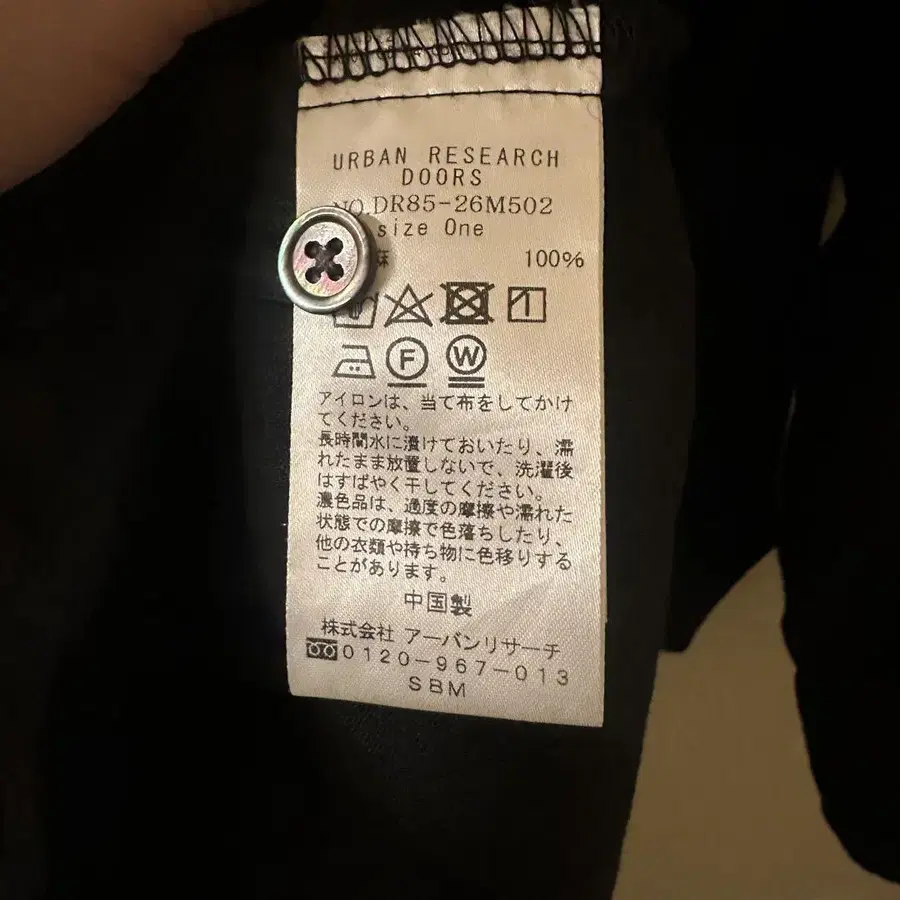 URBAN RESEARCH
DOORS
NO.DR85-26M502
size One
麻 100%
F W
アイロンは、当て布をしてかけ
てください。
長時間水に漬けておいたり、濡
れたまま放置しないで、洗濯後
はすばやく干してください。
濃色品は、過度の摩擦や濡れた
状態での摩擦で色落ちしたり、
他の衣類や持ち物に色移りする
ことがあります。
中国製
株式会社 アーバンリサーチ
0120-967-013
SBM